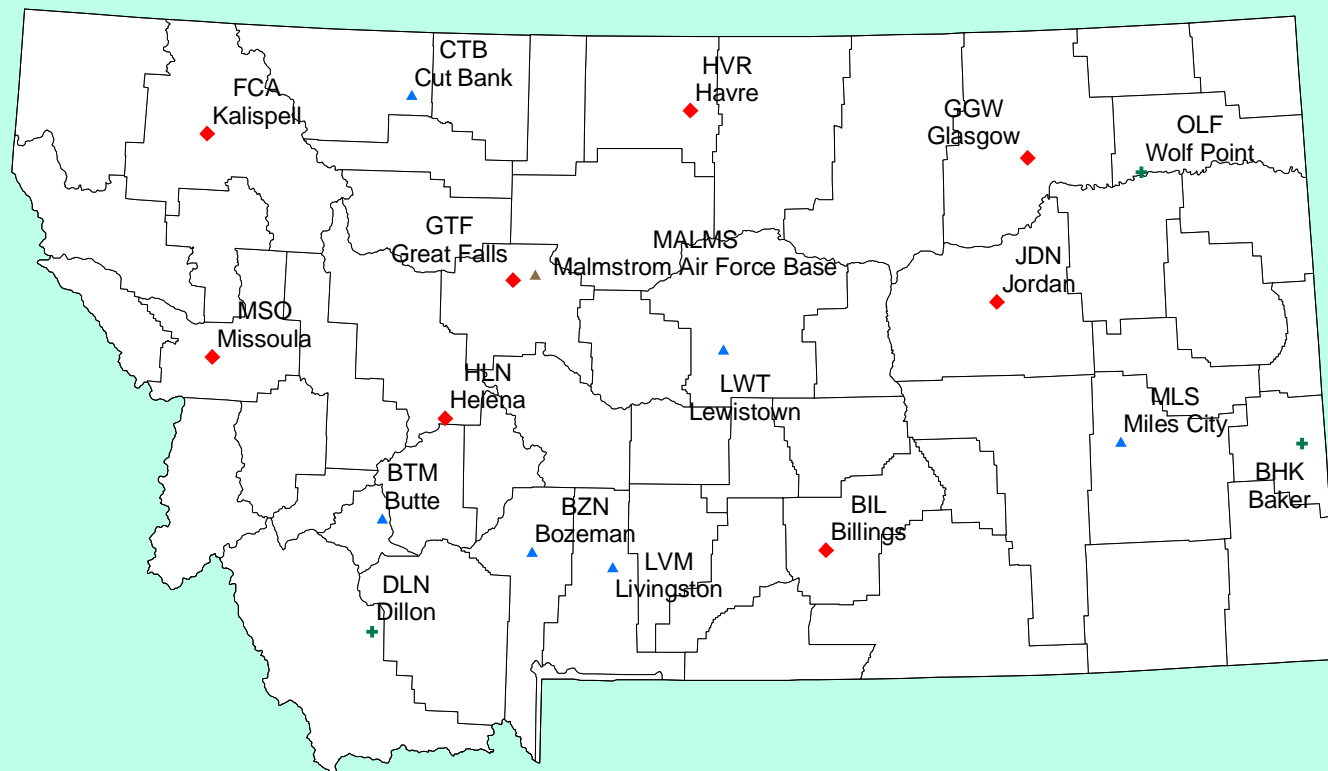 CTB
Cut Bank
HVR
Havre
FCA
Kalispell
GGW
Glasgow
OLF
Wolf Point
GTF
Great Falls
MALMS
Malmstrom Air Force Base
JDN
Jordan
MSO
Missoula
HLN
Helena
LWT
Lewistown
MLS
Miles City
BTM
Butte
BZN
Bozeman
BIL
Billings
BHK
Baker
LVM
Livingston
DLN
Dillon